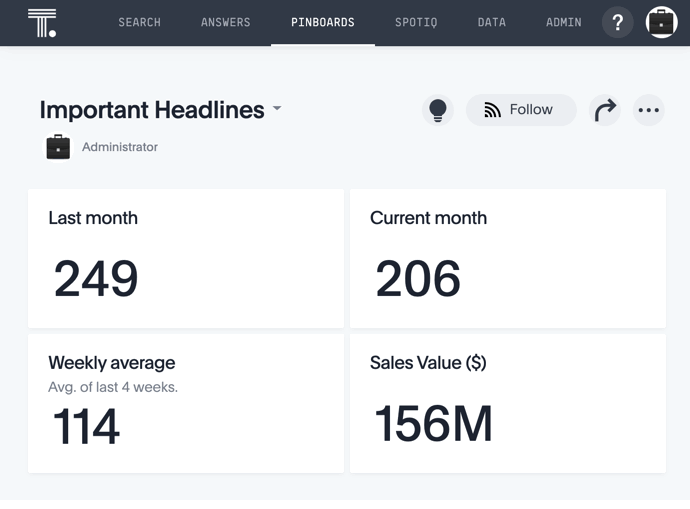 SEARCH ANSWERS PINBOARDS SPOTIQ DATA ADMIN ?
Important Headlines
Follow
Administrator
Last month
249
Current month
206
Weekly average
Avg. of last 4 weeks.
114
Sales Value ($)
156M